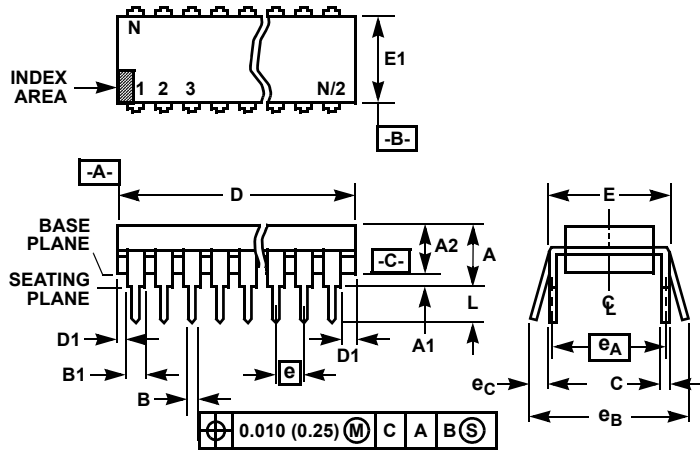 N
E1
INDEX
AREA
1 2 3 N/2
-B-
-A-
D
E
BASE
PLANE
A2
A
-C-
SEATING
PLANE
L
C
L
D1
A1
D1
eA
B1
e
eC
C
B
eB
0.010 (0.25) M C A B S